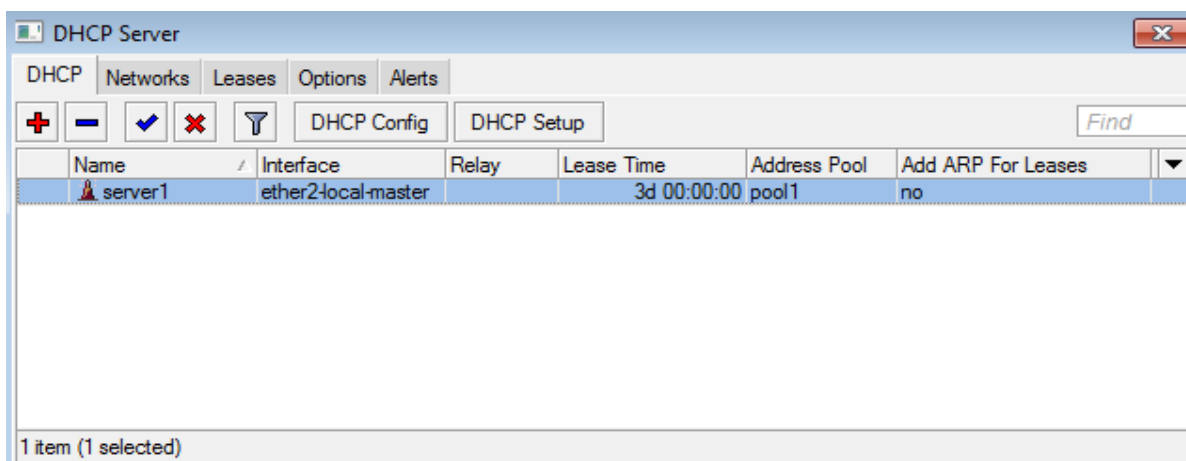 DHCP Server
DHCP Networks Leases Options Alerts
DHCP Config DHCP Setup Find
Name Interface Relay Lease Time Address Pool Add ARP For Leases
server1 ether2-local-master 3d 00:00:00 pool1 no
1 item (1 selected)